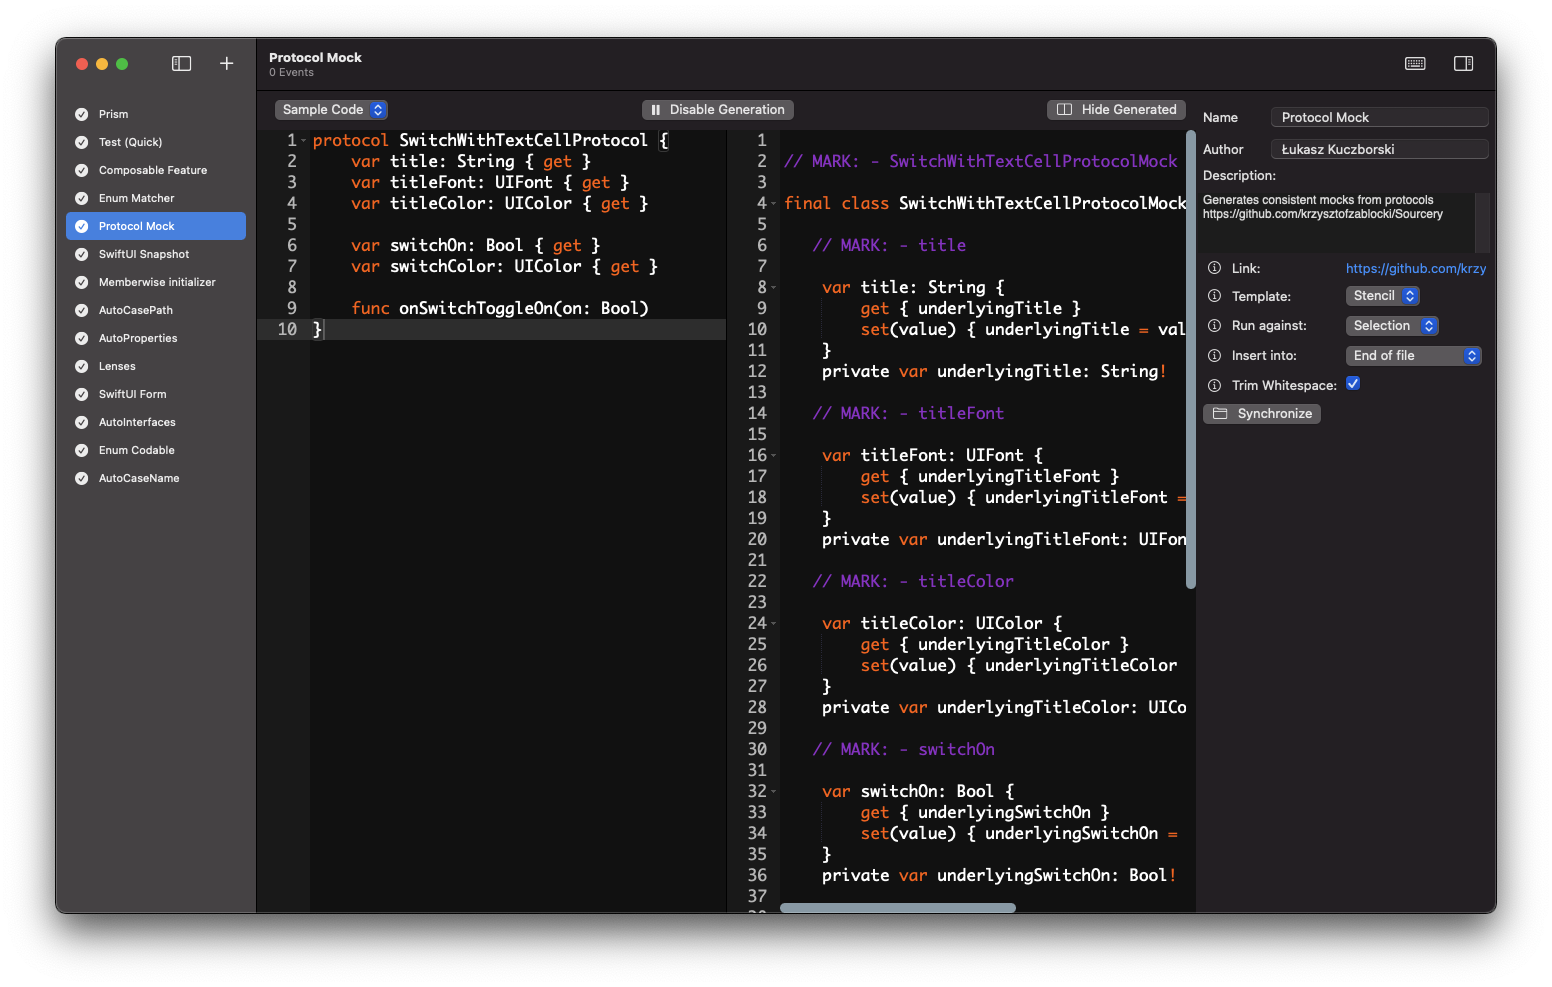 Protocol Mock
0 Events
Prism
Test (Quick)
Composable Feature
Enum Matcher
Protocol Mock
SwiftUI Snapshot
Memberwise initializer
AutoCasePath
AutoProperties
Lenses
SwiftUI Form
AutoInterfaces
Enum Codable
AutoCaseName
Sample Code
Disable Generation
Hide Generated
1 protocol SwitchWithTextCellProtocol {
2 var title: String { get }
3 var titleFont: UIFont { get }
4 var titleColor: UIColor { get }
5
6 var switchOn: Bool { get }
7 var switchColor: UIColor { get }
8
9 func onSwitchToggleOn(on: Bool)
10 }
1
2 // MARK: - SwitchWithTextCellProtocolMock
3
4 final class SwitchWithTextCellProtocolMock
5
6 // MARK: - title
7
8 var title: String {
9 get { underlyingTitle }
10 set(value) { underlyingTitle = val
11 }
12 private var underlyingTitle: String!
13
14 // MARK: - titleFont
15
16 var titleFont: UIFont {
17 get { underlyingTitleFont }
18 set(value) { underlyingTitleFont =
19 }
20 private var underlyingTitleFont: UIFon
21
22 // MARK: - titleColor
23
24 var titleColor: UIColor {
25 get { underlyingTitleColor }
26 set(value) { underlyingTitleColor
27 }
28 private var underlyingTitleColor: UICo
29
30 // MARK: - switchOn
31
32 var switchOn: Bool {
33 get { underlyingSwitchOn }
34 set(value) { underlyingSwitchOn =
35 }
36 private var underlyingSwitchOn: Bool!
37
Name Protocol Mock
Author Łukasz Kuczborski
Description:
Generates consistent mocks from protocols
https://github.com/krzysztofzablocki/Sourcery
Link: https://github.com/krzy
Template: Stencil
Run against: Selection
Insert into: End of file
Trim Whitespace:
Synchronize